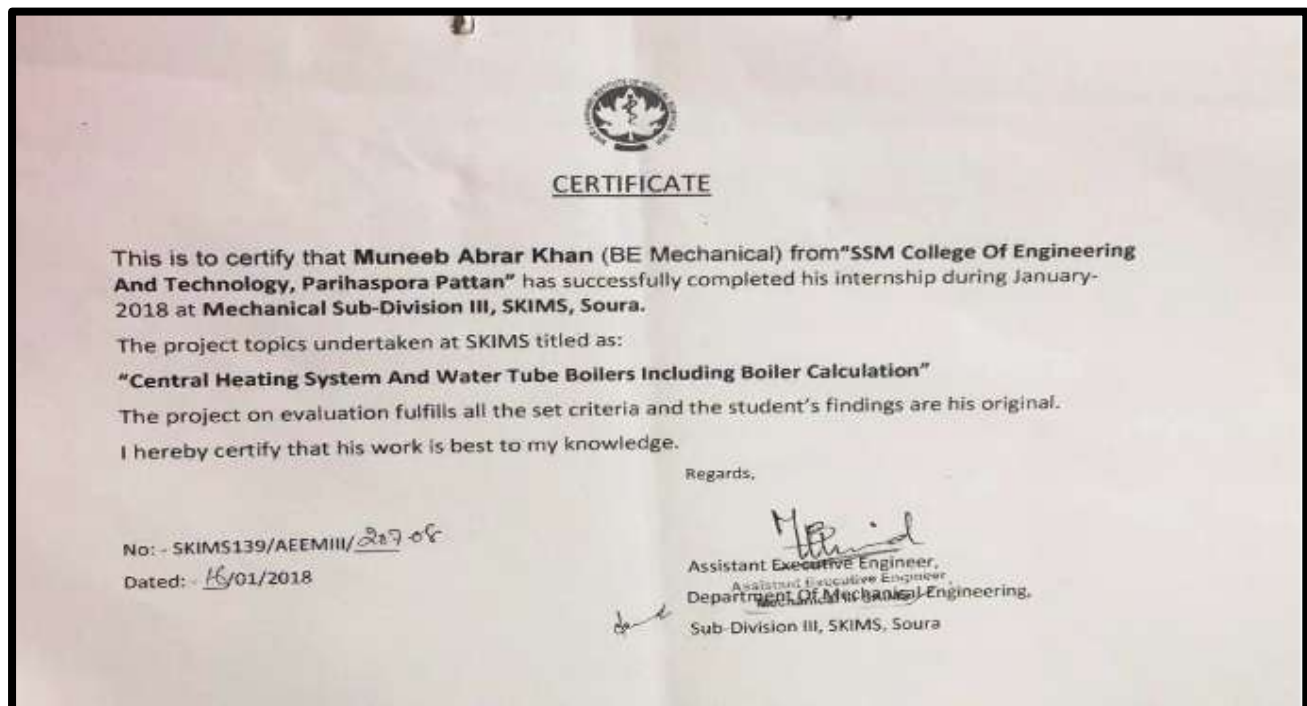 CERTIFICATE
This is to certify that Muneeb Abrar Khan (BE Mechanical) from"SSM College Of Engineering
And Technology, Parihaspora Pattan" has successfully completed his internship during January-
2018 at Mechanical Sub-Division III, SKIMS, Soura.
The project topics undertaken at SKIMS titled as:
"Central Heating System And Water Tube Boilers Including Boiler Calculation"
The project on evaluation fulfills all the set criteria and the student's findings are his original.
I hereby certify that his work is best to my knowledge.
Regards,
No: - SKIMS139/AEEMIII/207-08
Dated: - /01/2018
Assistant Executive Engineer,
Assistant Executive Engineer
Department Of Mechanical Engineering,
Sub-Division III, SKIMS, Soura